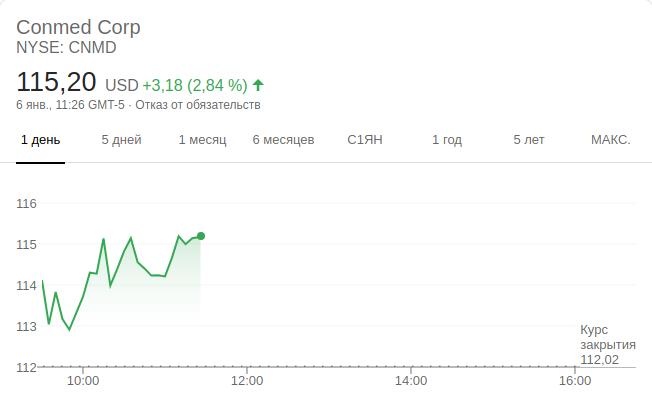 Conmed Corp
NYSE: CNMD
115,20 USD +3,18 (2,84 %)
6 янв., 11:26 GMT-5 · Отказ от обязательств
1 день 5 дней 1 месяц 6 месяцев С1ЯН 1 год 5 лет МАКС.
116
115
114
113
112
Курс
закрытия
112,02
10:00 12:00 14:00 16:00